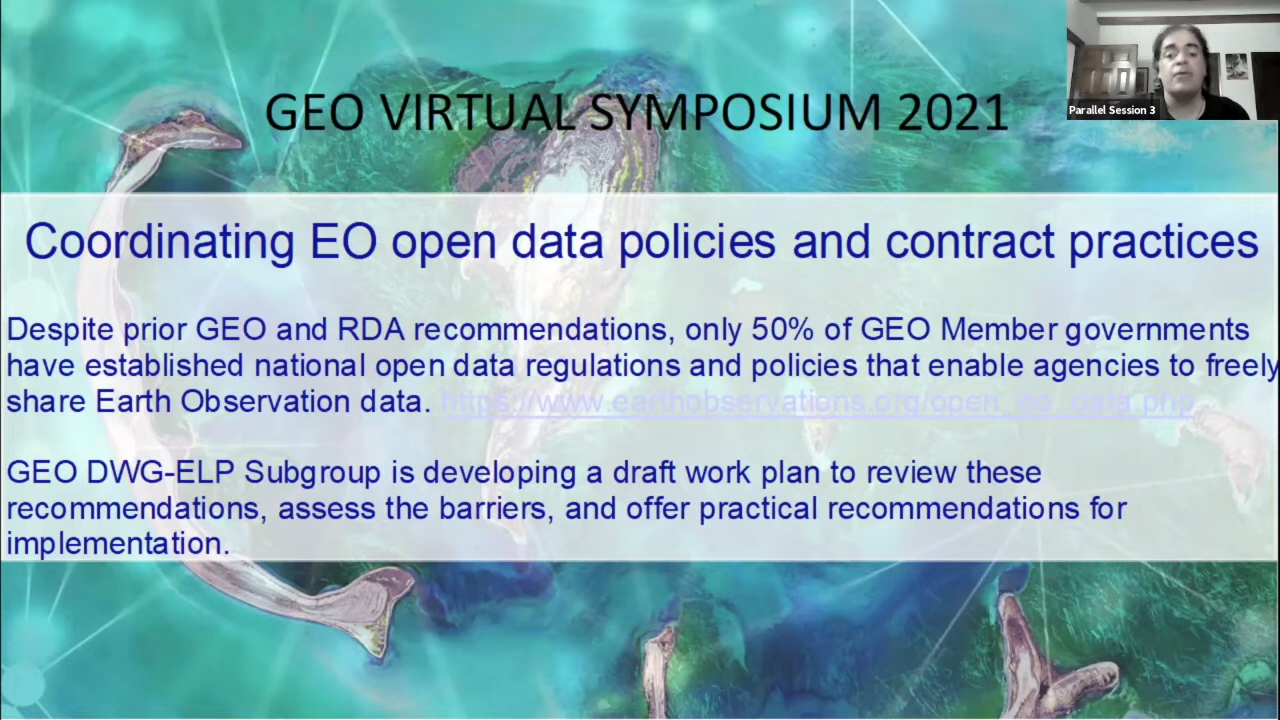 GEO VIRTUAL SYMPOSIUM 2021
Parallel Session 3
Coordinating EO open data policies and contract practices
Despite prior GEO and RDA recommendations, only 50% of GEO Member governments
have established national open data regulations and policies that enable agencies to freely
share Earth Observation data. https://www.earthobservations.org/open_eo_data.php
GEO DWG-ELP Subgroup is developing a draft work plan to review these
recommendations, assess the barriers, and offer practical recommendations for
implementation.